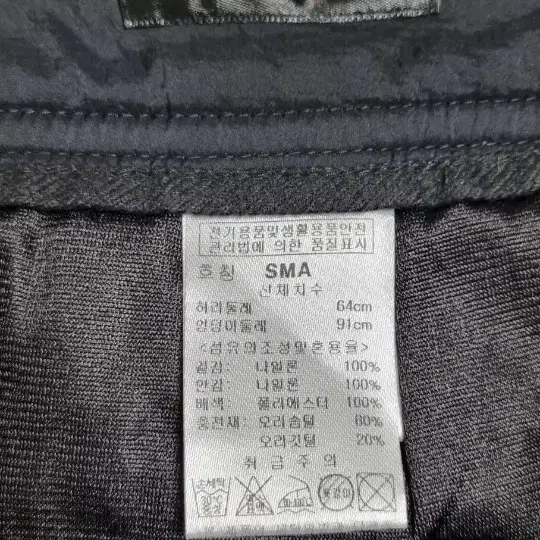 전기용품및생활용품안전
관리법에 의한 품질표시
호칭 SMA
신체치수
허리둘레 64cm
엉덩이둘레 91cm
<섬유의조성및혼용율>
겉감: 나일론 100%
안감: 나일론 100%
배색: 폴리에스터 100%
충전재: 오리솜털 80%
오리깃털 20%
취급주의
손세탁